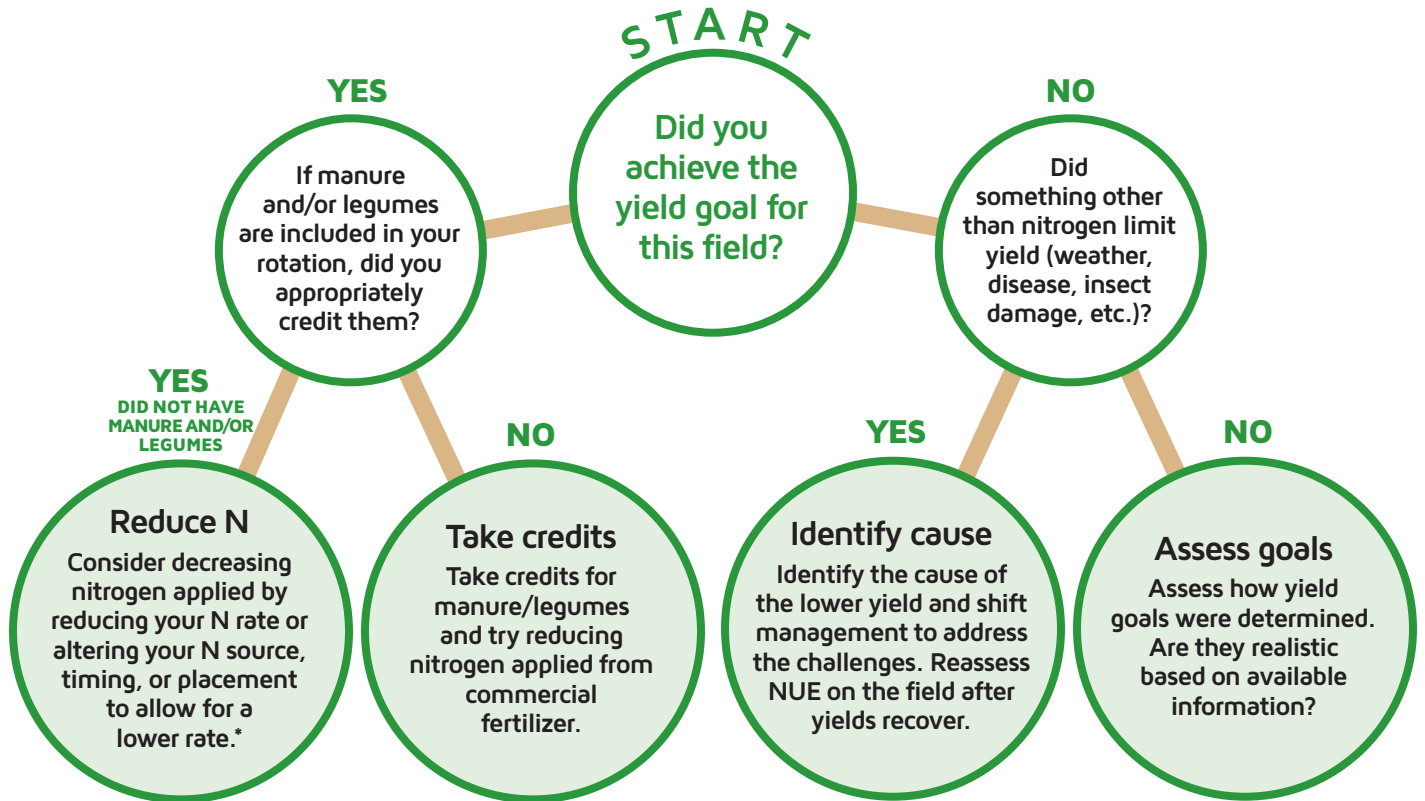 START
Did you
achieve the
yield goal for
this field?
YES
If manure
and/or legumes
are included in your
rotation, did you
appropriately
credit them?
NO
Did
something other
than nitrogen limit
yield (weather,
disease, insect
damage, etc.)?
YES
DID NOT HAVE
MANURE AND/OR
LEGUMES
Reduce N
Consider decreasing
nitrogen applied by
reducing your N rate or
altering your N source,
timing, or placement
to allow for a
lower rate.*
NO
Take credits
Take credits for
manure/legumes
and try reducing
nitrogen applied from
commercial
fertilizer.
YES
Identify cause
Identify the cause of
the lower yield and shift
management to address
the challenges. Reassess
NUE on the field after
yields recover.
NO
Assess goals
Assess how yield
goals were determined.
Are they realistic
based on available
information?